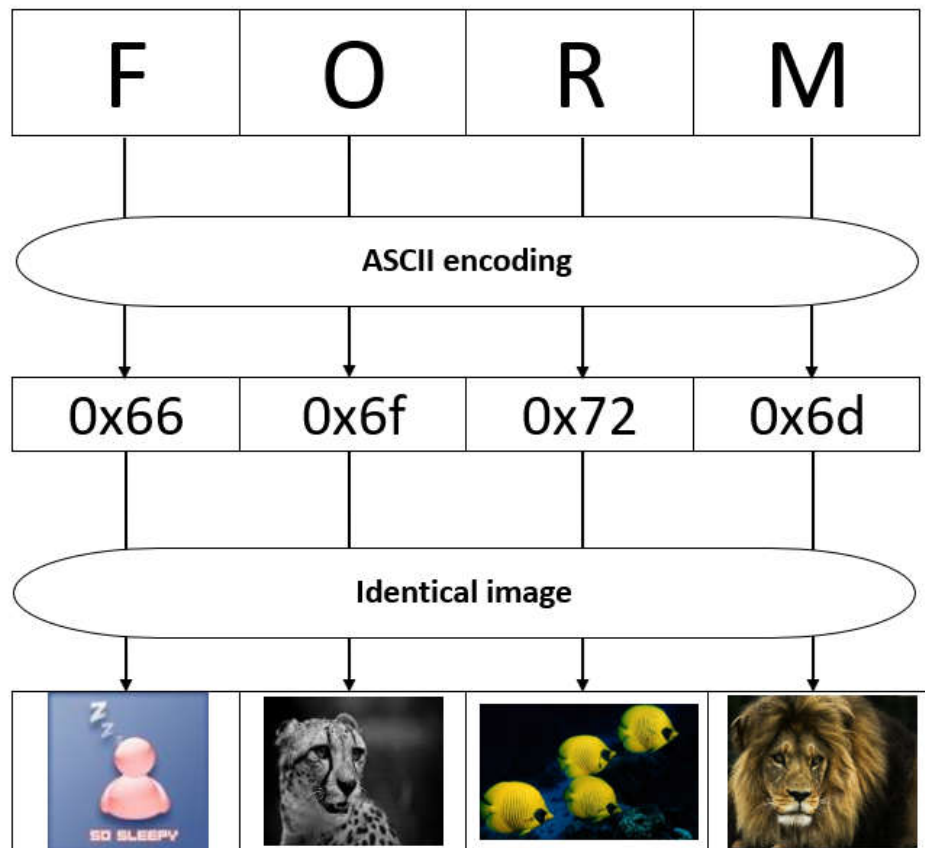 F O R M
ASCII encoding
0x66 0x6f 0x72 0x6d
Identical image
Z
Z
Z
SO SLEEPY